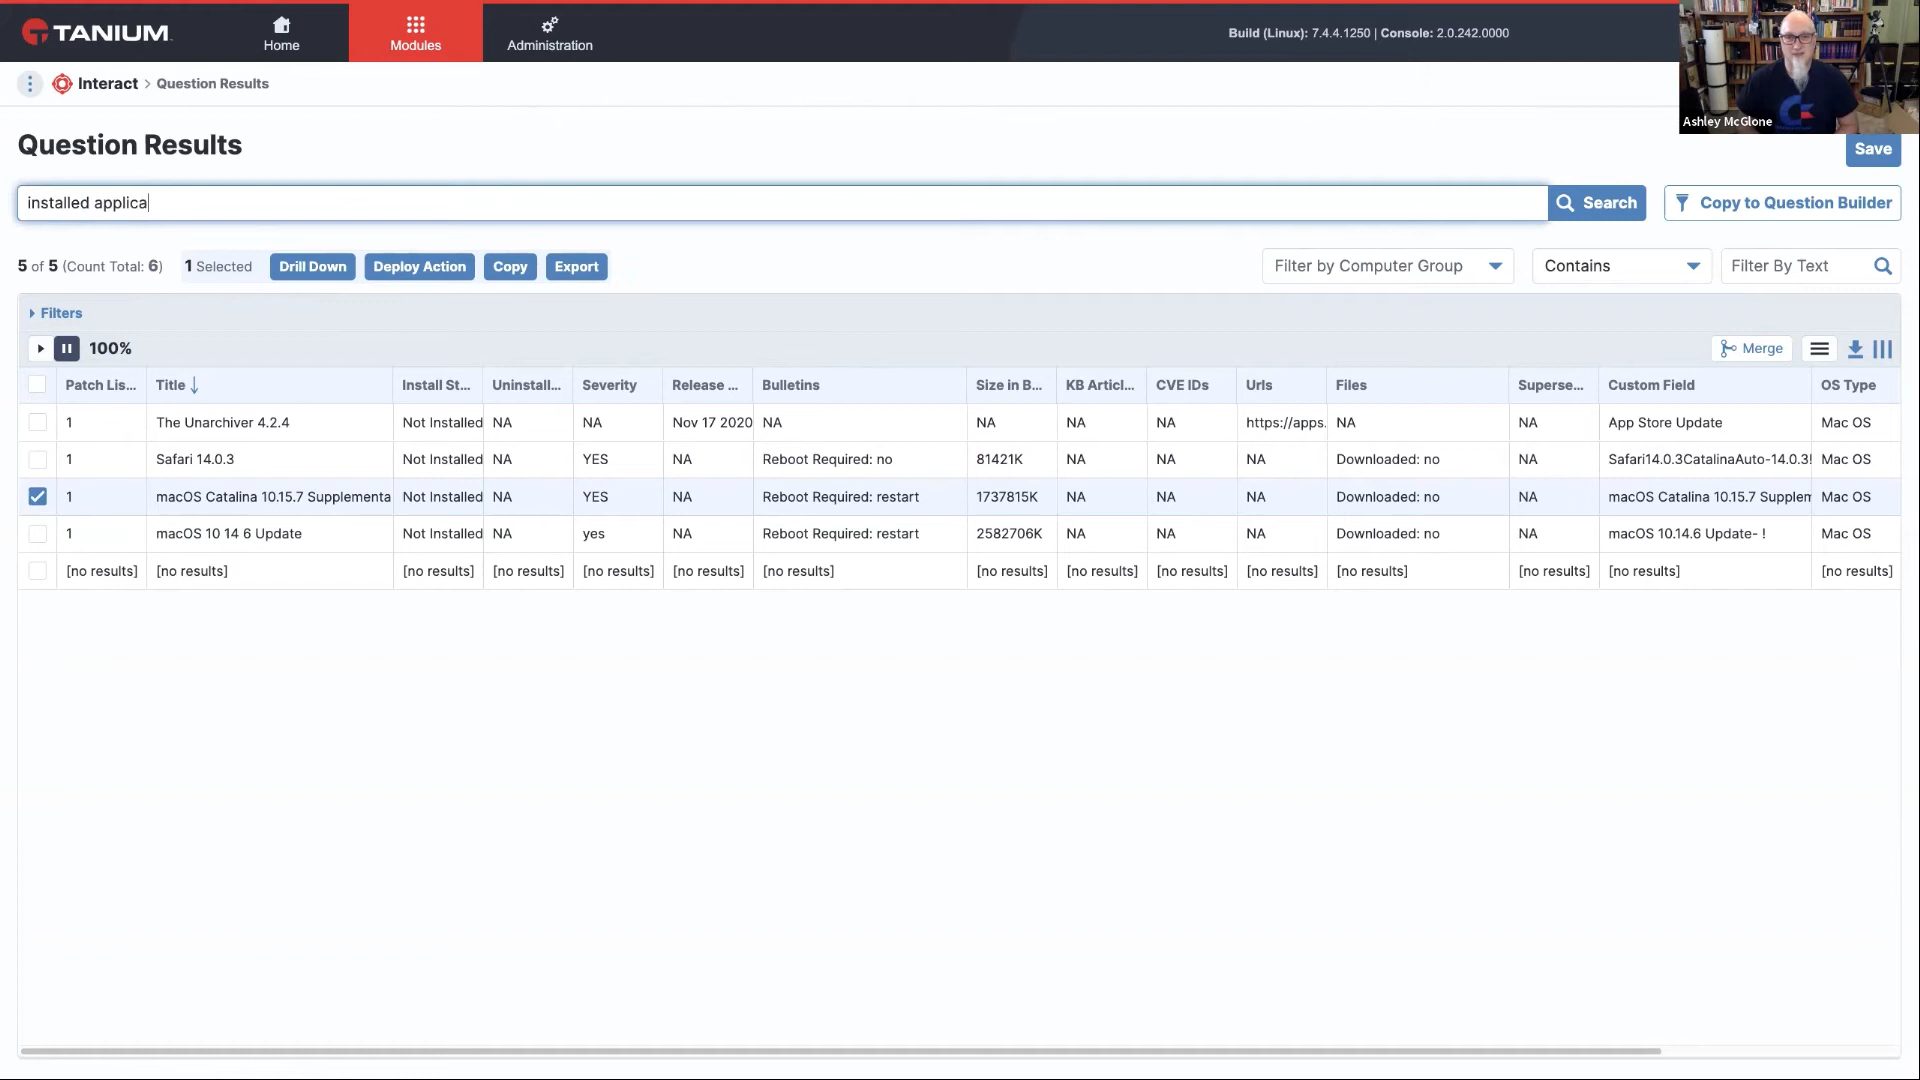 TANIUM
Home
Modules
Administration
Build (Linux): 7.4.4.1250 | Console: 2.0.242.0000
Ashley McGlone
Interact > Question Results
Question Results
Save
installed applica
Search
Copy to Question Builder
5 of 5 (Count Total: 6) 1 Selected Drill Down Deploy Action Copy Export Filter by Computer Group Contains Filter By Text
Filters
100% Merge
Patch Lis... Title Install St... Uninstall... Severity Release ... Bulletins Size in B... KB Articl... CVE IDs Urls Files Superse... Custom Field OS Type
1 The Unarchiver 4.2.4 Not Installed NA NA Nov 17 2020 NA NA NA NA https://apps. NA NA App Store Update Mac OS
1 Safari 14.0.3 Not Installed NA YES NA Reboot Required: no 81421K NA NA NA Downloaded: no NA Safari14.0.3CatalinaAuto-14.0.3! Mac OS
1 macOS Catalina 10.15.7 Supplementa Not Installed NA YES NA Reboot Required: restart 1737815K NA NA NA Downloaded: no NA macOS Catalina 10.15.7 Supplem Mac OS
1 macOS 10 14 6 Update Not Installed NA yes NA Reboot Required: restart 2582706K NA NA NA Downloaded: no NA macOS 10.14.6 Update- ! Mac OS
[no results] [no results] [no results] [no results] [no results] [no results] [no results] [no results] [no results] [no results] [no results] [no results] [no results] [no results] [no results]